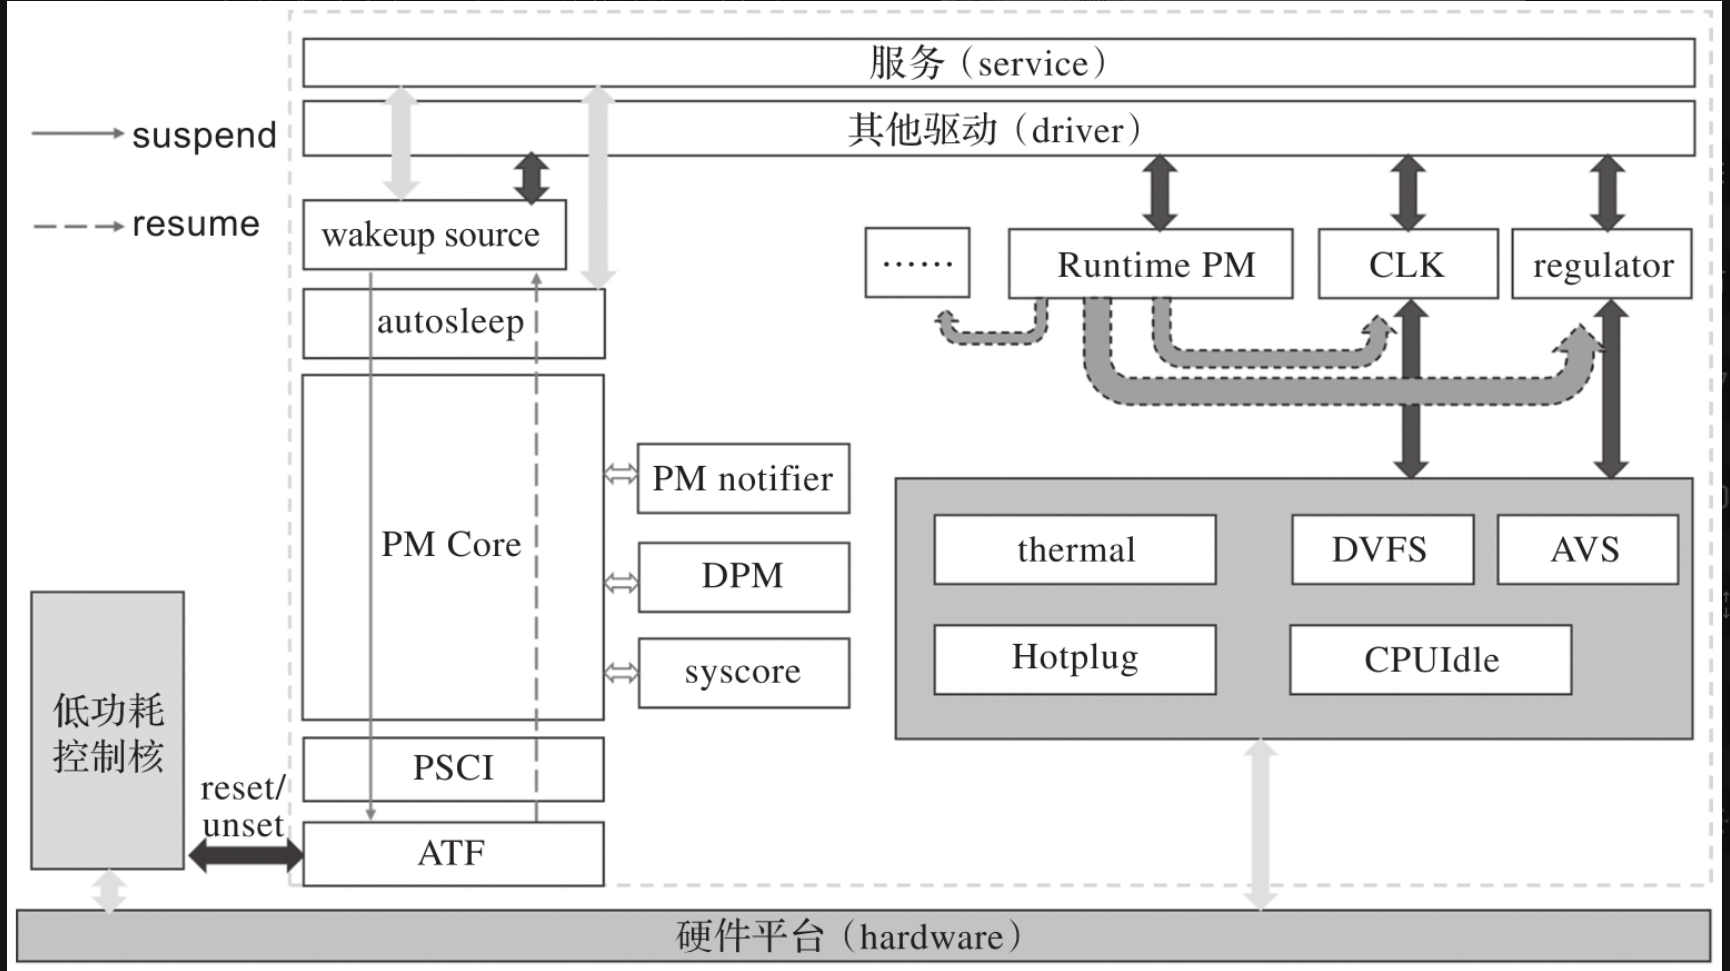 服务（service）
其他驱动（driver）
suspend
resume
wakeup source
autosleep
PM Core
PM notifier
DPM
syscore
PSCI
ATF
低功耗
控制核
reset/
unset
……
Runtime PM
CLK
regulator
thermal
DVFS
AVS
Hotplug
CPUIdle
硬件平台（hardware）